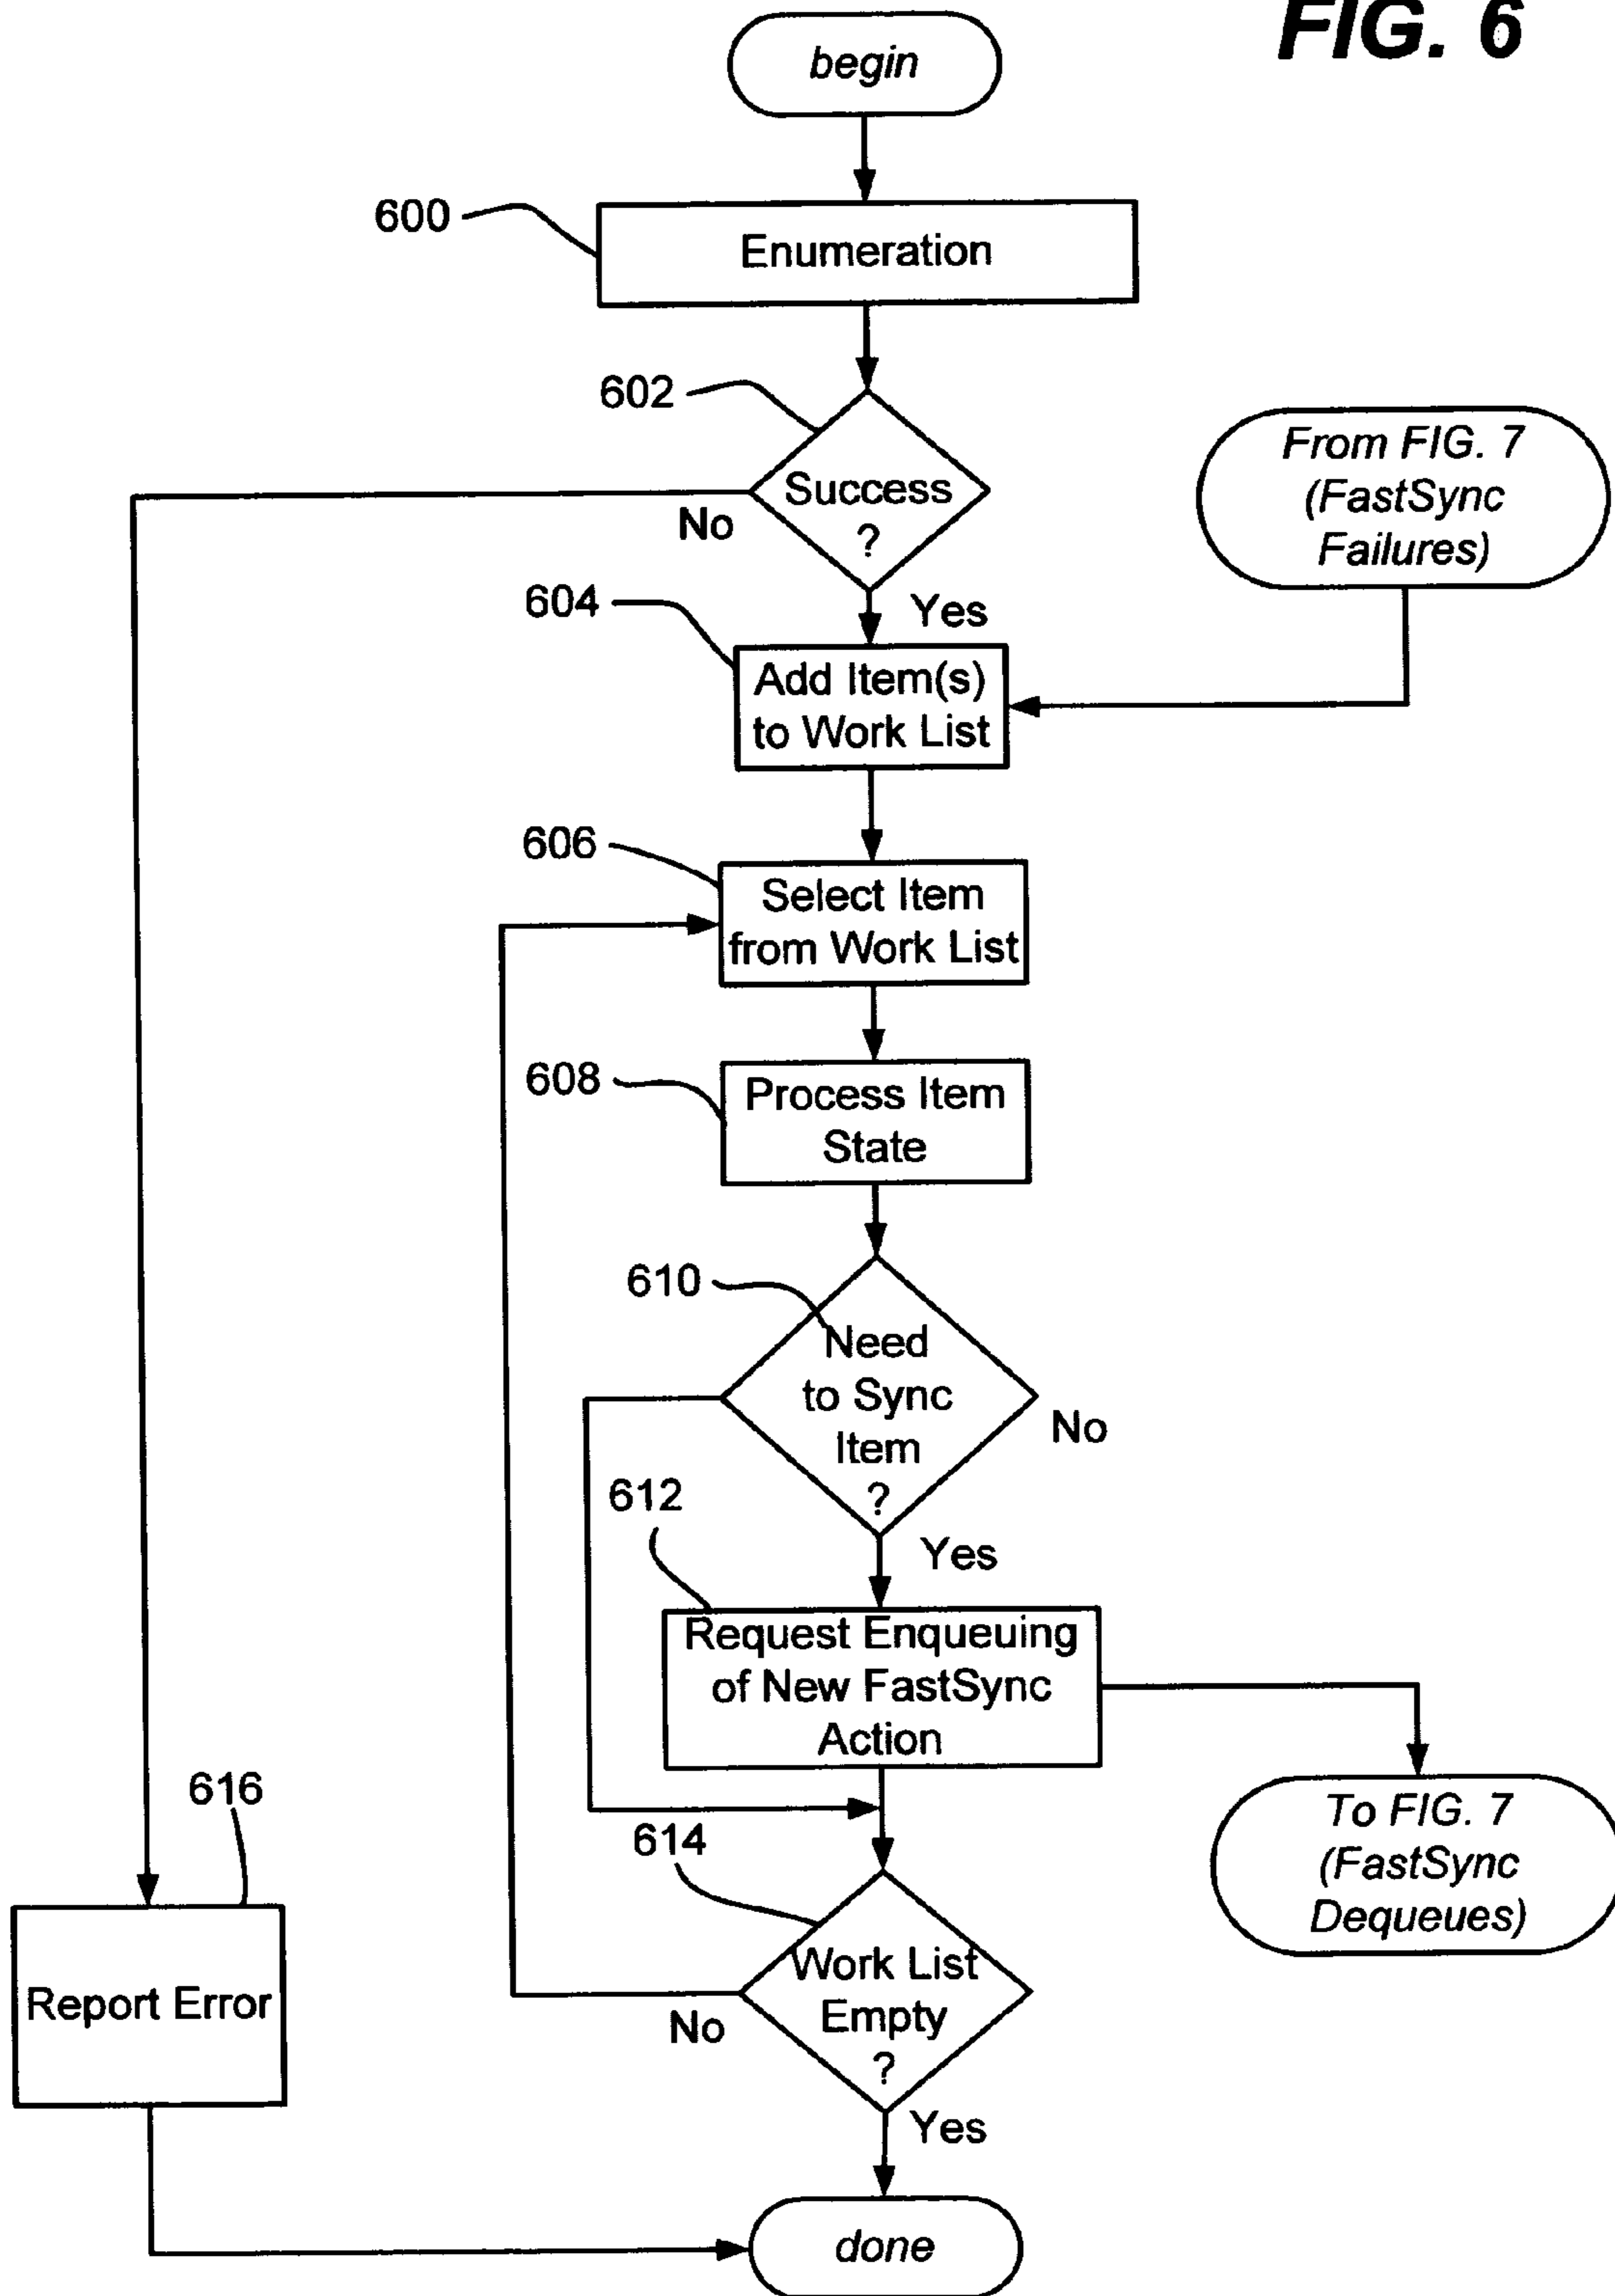 FIG. 6
begin
600
Enumeration
602
Success
?
No
Yes
From FIG. 7
(FastSync
Failures)
604
Add Item(s)
to Work List
606
Select Item
from Work List
608
Process Item
State
610
Need
to Sync
Item
?
No
Yes
612
Request Enqueuing
of New FastSync
Action
To FIG. 7
(FastSync
Dequeues)
614
Work List
Empty
?
No
Yes
616
Report Error
done